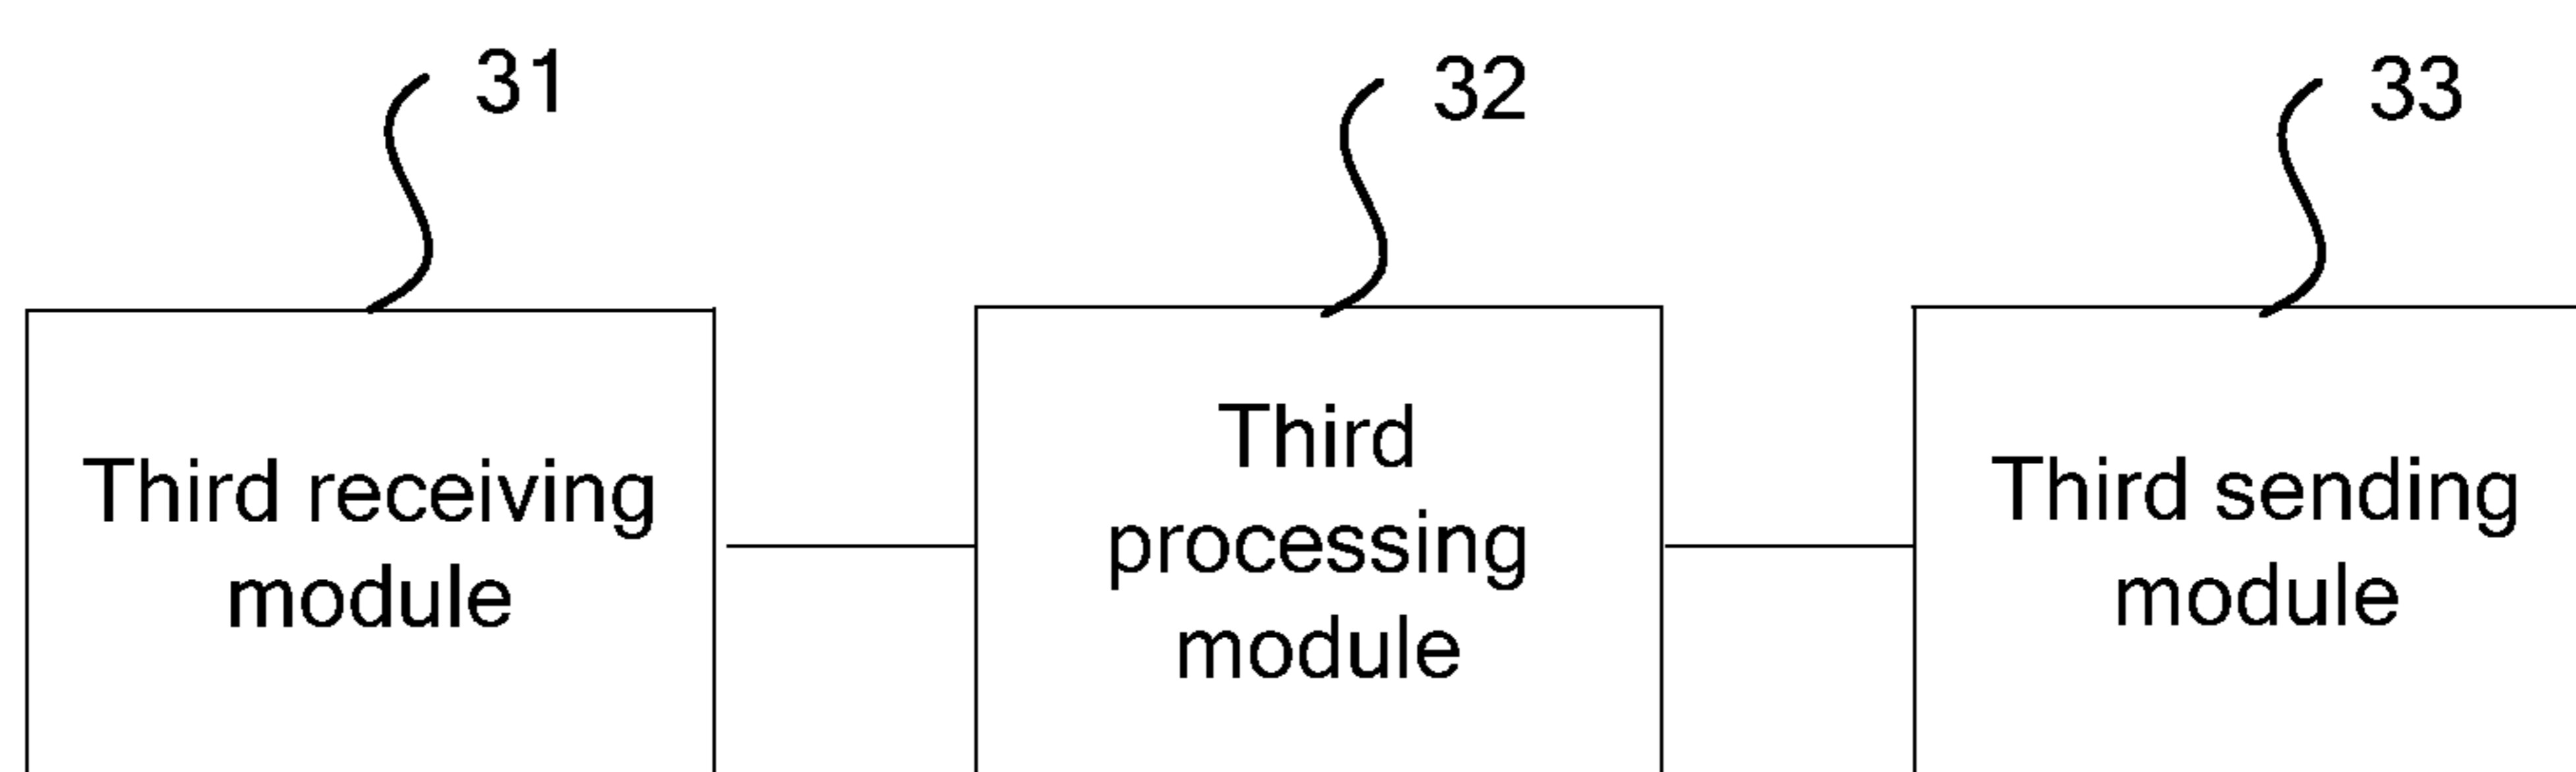 31
32
33
Third receiving
module
Third
processing
module
Third sending
module